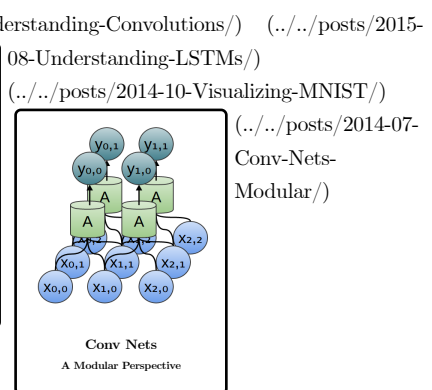 derstanding-Convolutions/) (../../posts/2015-
08-Understanding-LSTMs/)
(../../posts/2014-10-Visualizing-MNIST/)
(../../posts/2014-07-
Conv-Nets-
Modular/)
y0,1 y1,1
y0,0 y1,0
A A
A A
x2,2
x0,1 x1,1 x2,1
x0,0 x1,0 x2,0
Conv Nets
A Modular Perspective